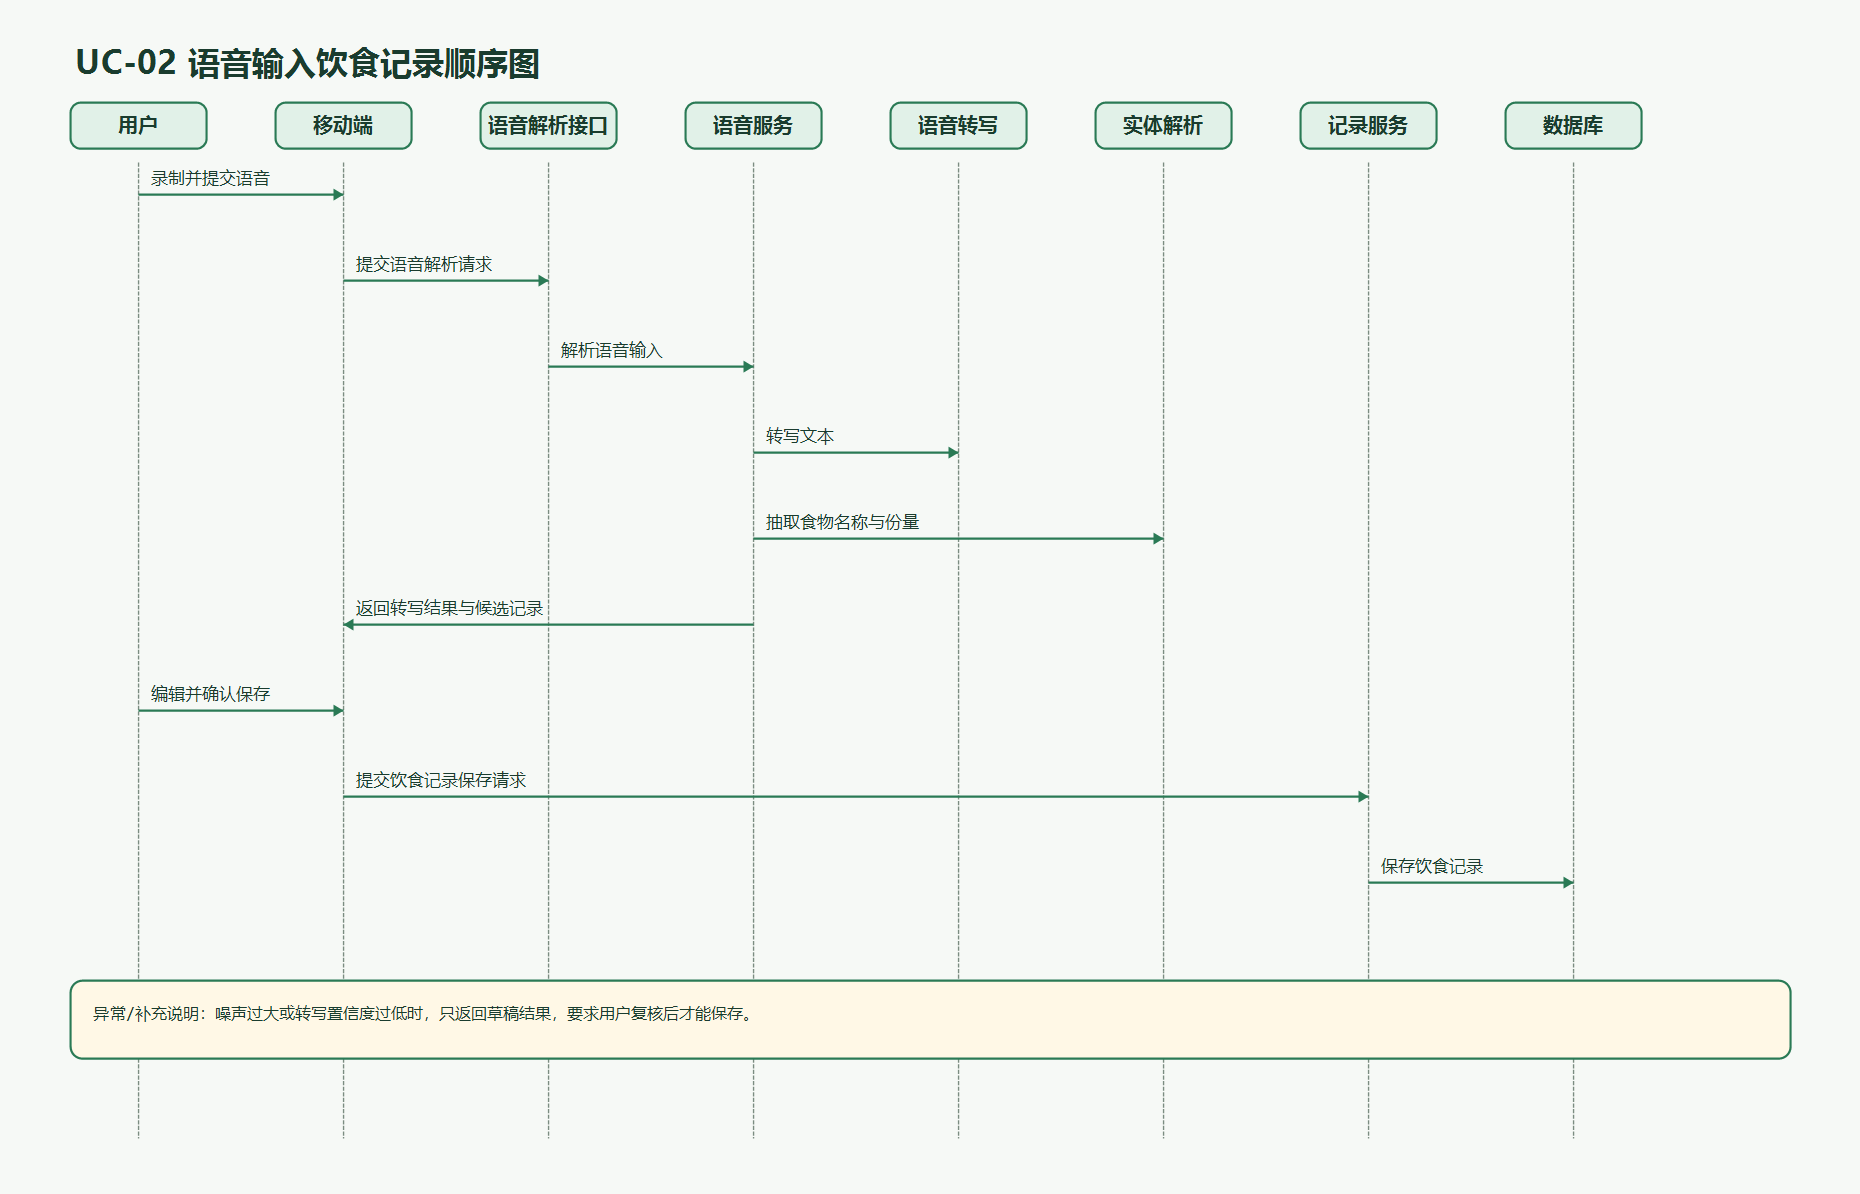 UC-02 语音输入饮食记录顺序图
用户
移动端
语音解析接口
语音服务
语音转写
实体解析
记录服务
数据库
录制并提交语音
提交语音解析请求
解析语音输入
转写文本
抽取食物名称与份量
返回转写结果与候选记录
编辑并确认保存
提交饮食记录保存请求
保存饮食记录
异常/补充说明：噪声过大或转写置信度过低时，只返回草稿结果，要求用户复核后才能保存。